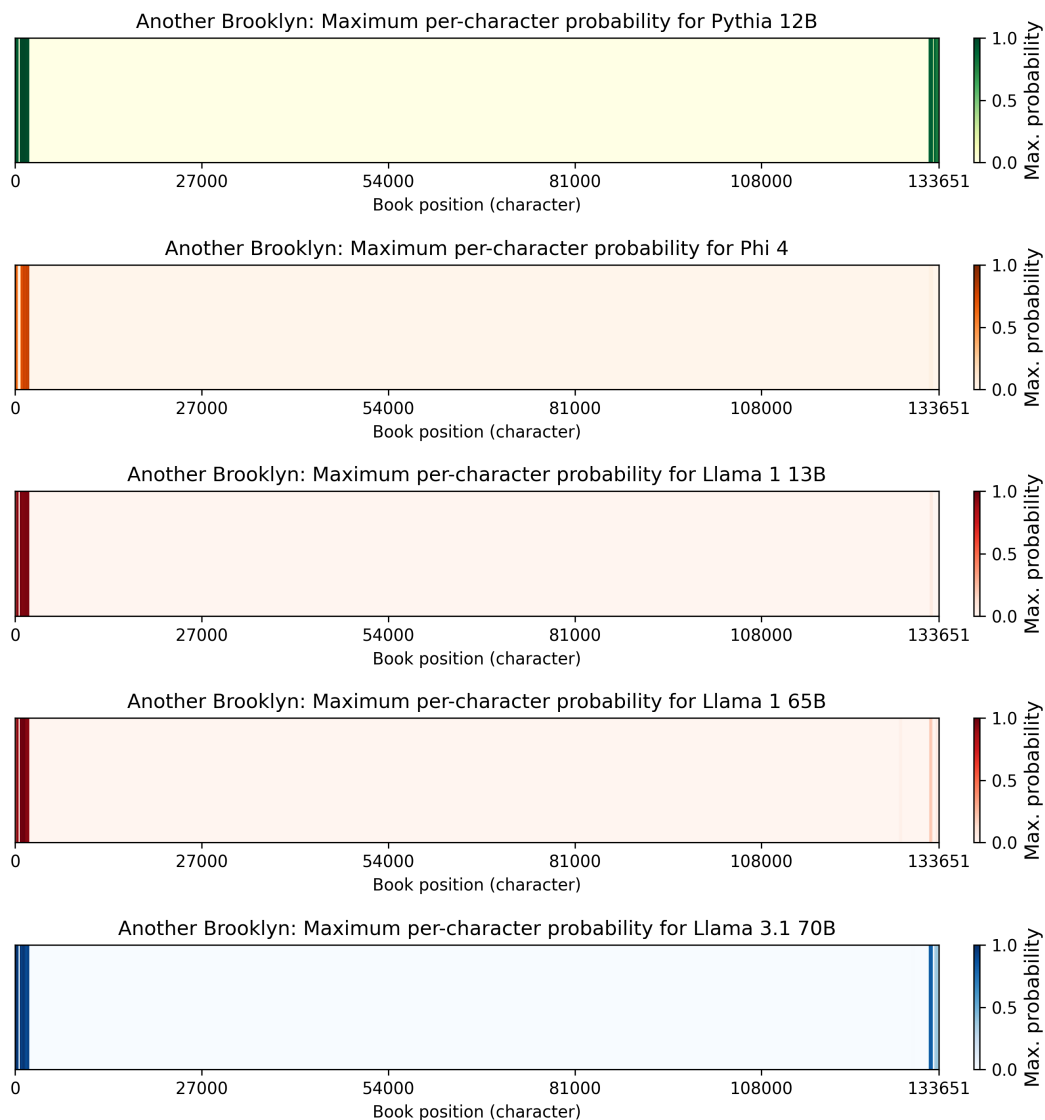 Another Brooklyn: Maximum per-character probability for Pythia 12B
1.0
0.5
0.0
Max. probability
0 27000 54000 81000 108000 133651
Book position (character)
Another Brooklyn: Maximum per-character probability for Phi 4
1.0
0.5
0.0
Max. probability
0 27000 54000 81000 108000 133651
Book position (character)
Another Brooklyn: Maximum per-character probability for Llama 1 13B
1.0
0.5
0.0
Max. probability
0 27000 54000 81000 108000 133651
Book position (character)
Another Brooklyn: Maximum per-character probability for Llama 1 65B
1.0
0.5
0.0
Max. probability
0 27000 54000 81000 108000 133651
Book position (character)
Another Brooklyn: Maximum per-character probability for Llama 3.1 70B
1.0
0.5
0.0
Max. probability
0 27000 54000 81000 108000 133651
Book position (character)